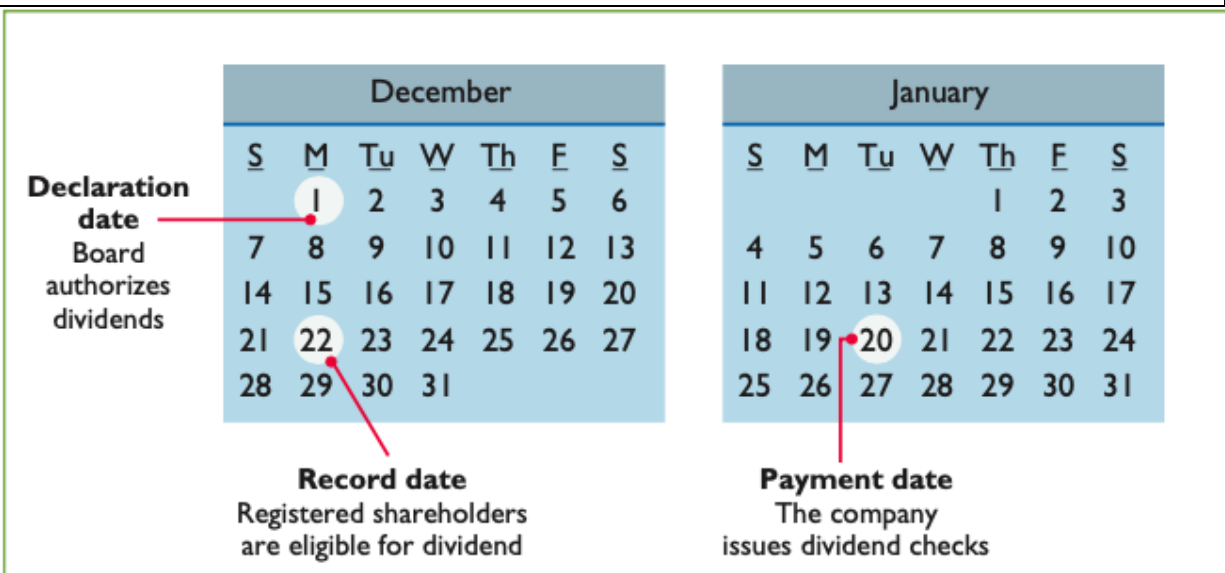 December
S M Tu W Th F S
1 2 3 4 5 6
7 8 9 10 11 12 13
14 15 16 17 18 19 20
21 22 23 24 25 26 27
28 29 30 31
January
S M Tu W Th F S
1 2 3
4 5 6 7 8 9 10
11 12 13 14 15 16 17
18 19 20 21 22 23 24
25 26 27 28 29 30 31
Declaration
date
Board
authorizes
dividends
Record date
Registered shareholders
are eligible for dividend
Payment date
The company
issues dividend checks